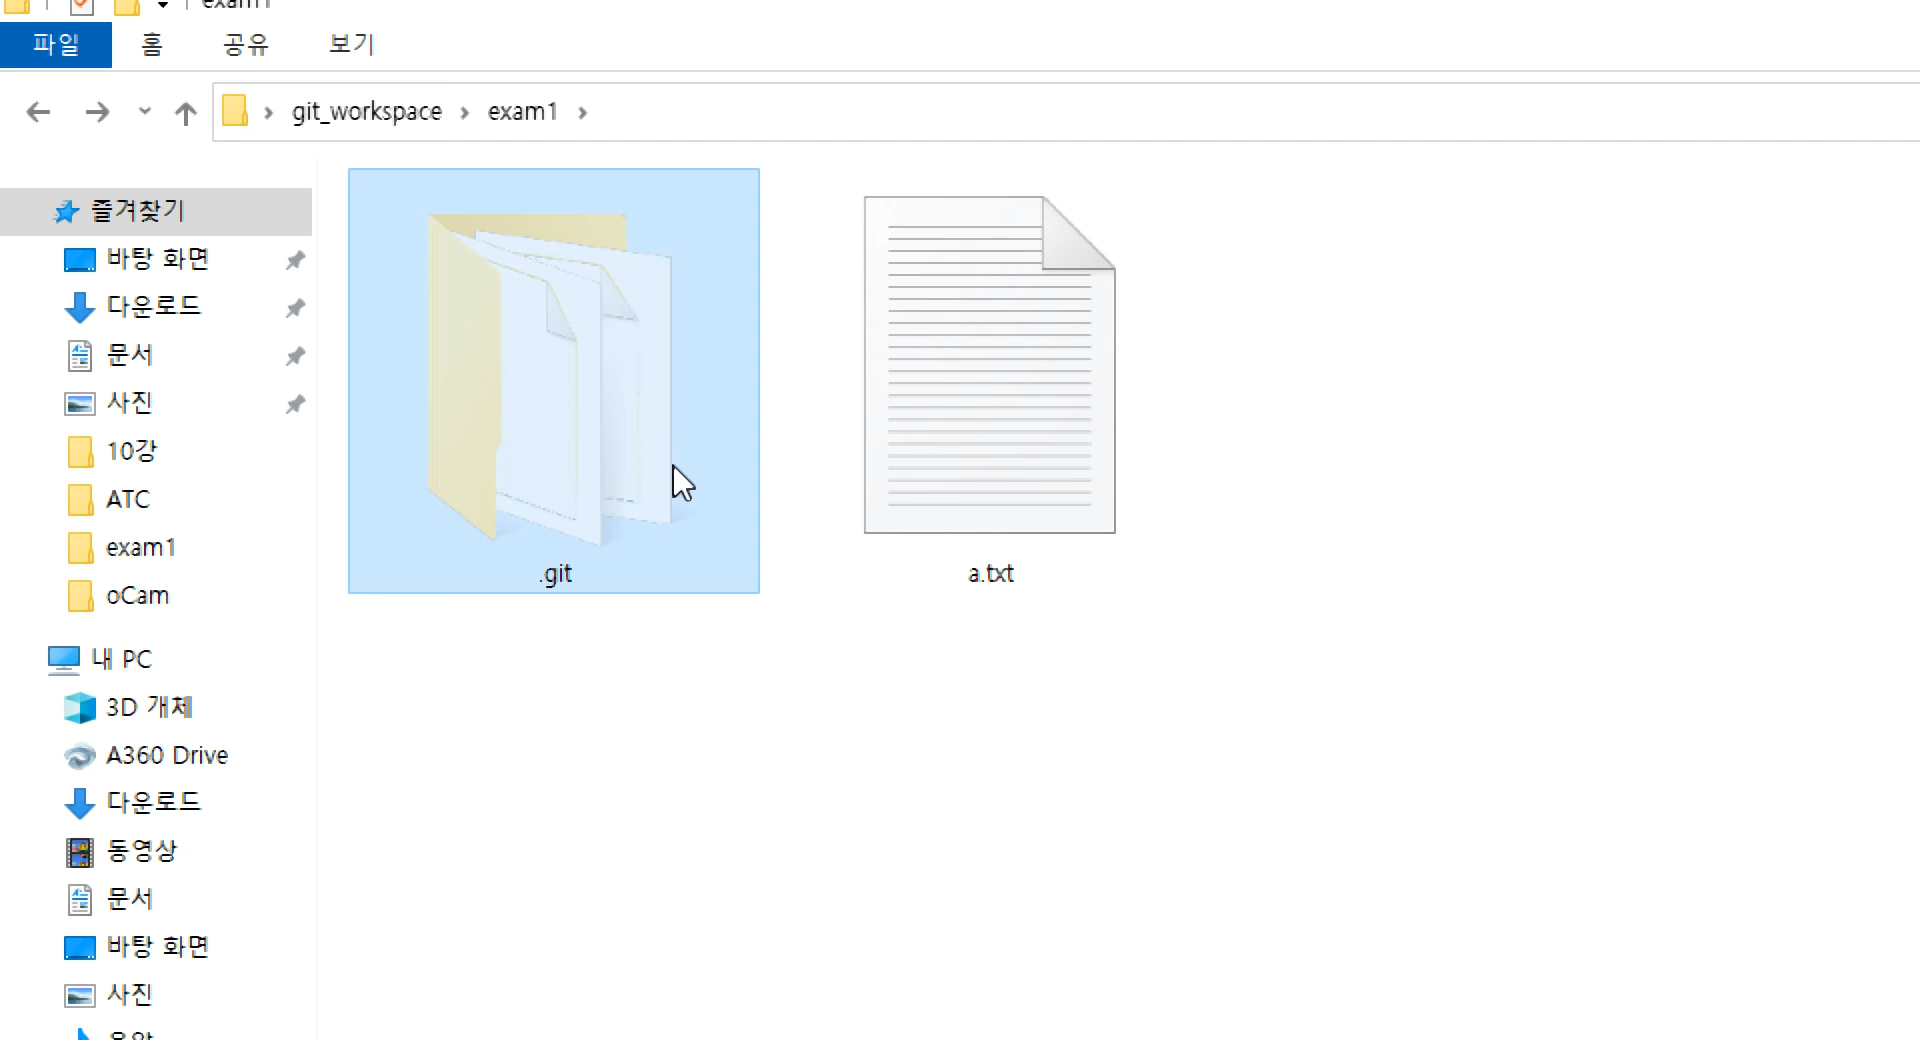 exam1
파일 홈 공유 보기
git_workspace exam1
즐겨찾기
바탕 화면
다운로드
문서
사진
10강
ATC
exam1
oCam
내 PC
3D 개체
A360 Drive
다운로드
동영상
문서
바탕 화면
사진
.git
a.txt